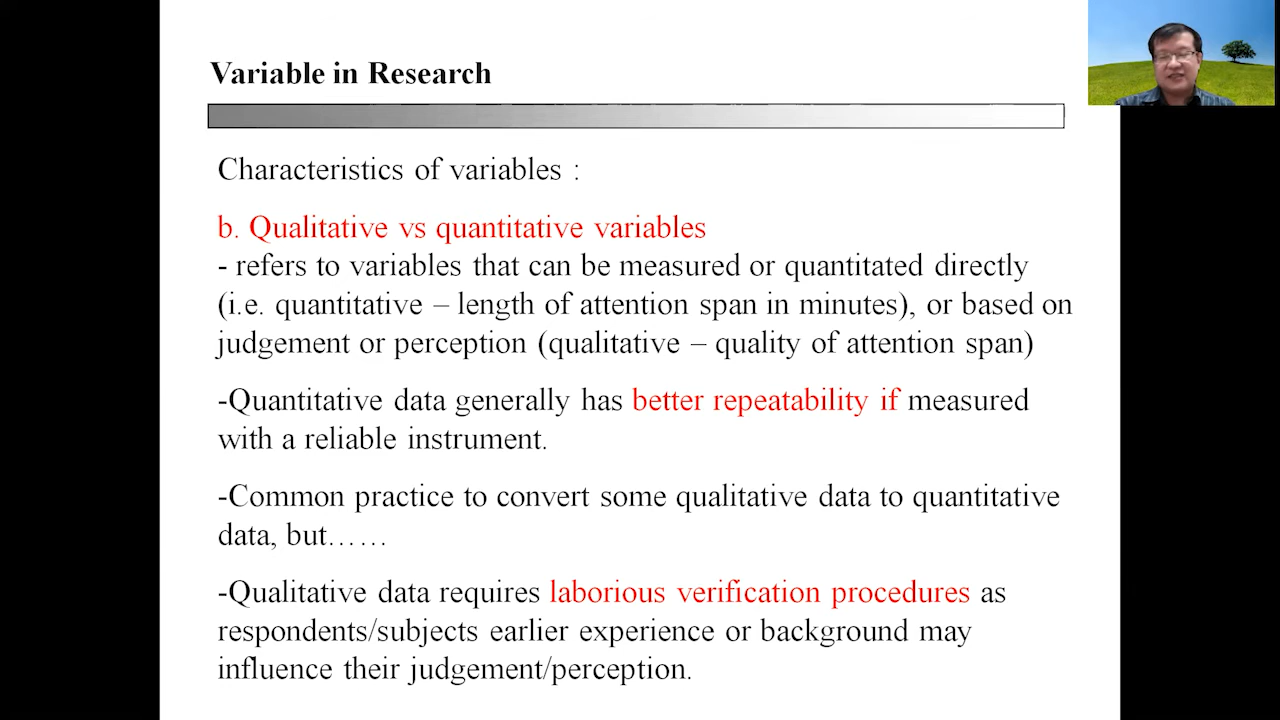 Variable in Research
Characteristics of variables :
b. Qualitative vs quantitative variables
- refers to variables that can be measured or quantitated directly
(i.e. quantitative – length of attention span in minutes), or based on
judgement or perception (qualitative – quality of attention span)
-Quantitative data generally has better repeatability if measured
with a reliable instrument.
-Common practice to convert some qualitative data to quantitative
data, but……
-Qualitative data requires laborious verification procedures as
respondents/subjects earlier experience or background may
influence their judgement/perception.